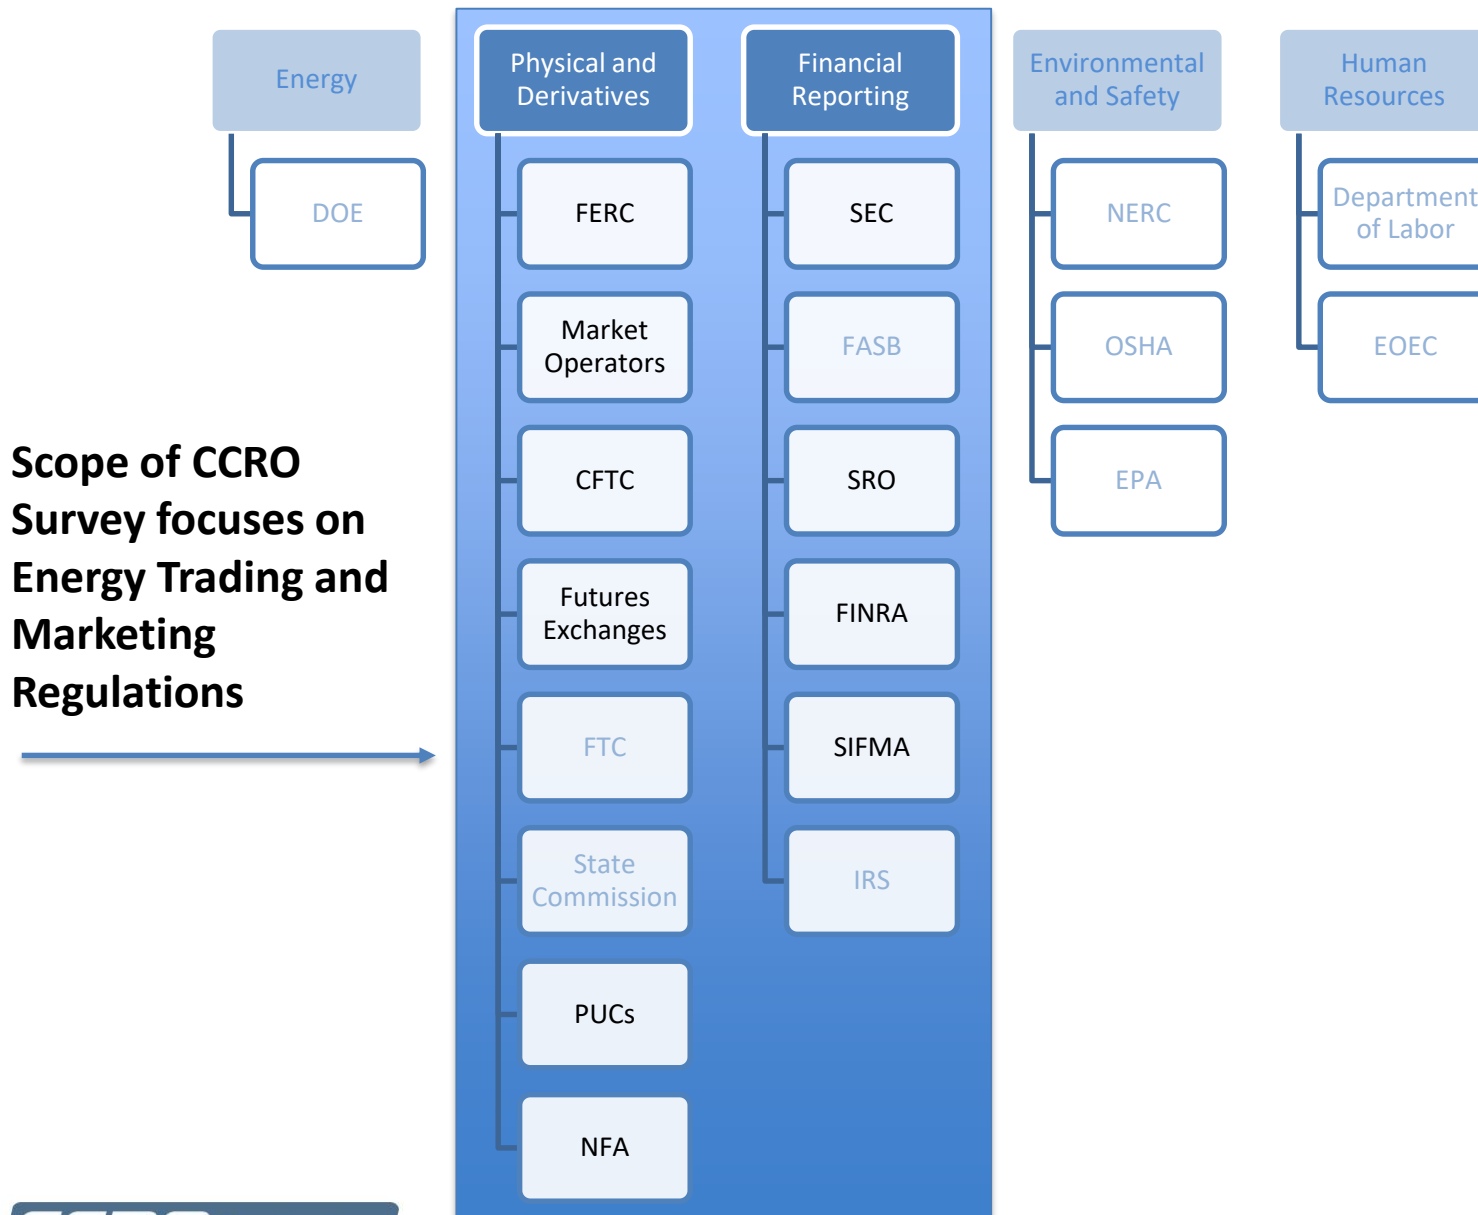 Energy
DOE
Physical and
Derivatives
FERC
Market
Operators
CFTC
Futures
Exchanges
FTC
State
Commission
PUCs
NFA
Financial
Reporting
SEC
FASB
SRO
FINRA
SIFMA
IRS
Environmental
and Safety
NERC
OSHA
EPA
Human
Resources
Department
of Labor
EOEC
Scope of CCRO
Survey focuses on
Energy Trading and
Marketing
Regulations